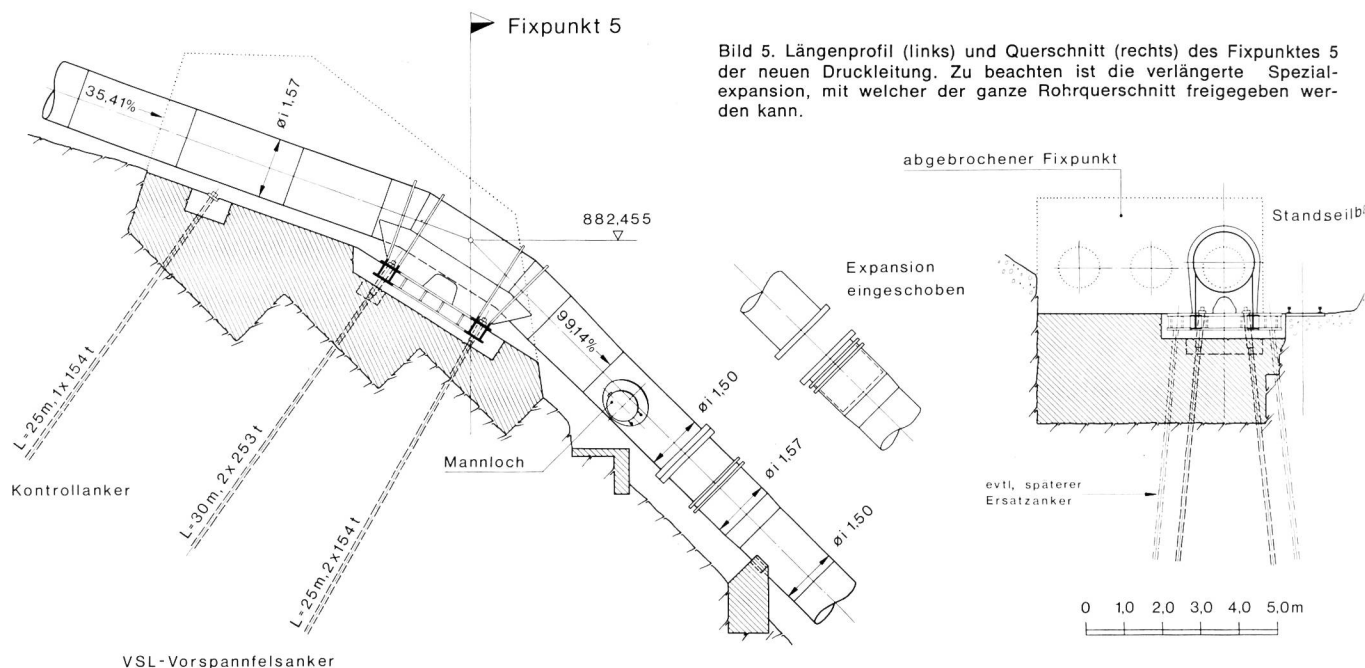 Fixpunkt 5
Bild 5. Längenprofil (links) und Querschnitt (rechts) des Fixpunktes 5
der neuen Druckleitung. Zu beachten ist die verlängerte Spezial-
expansion, mit welcher der ganze Rohrquerschnitt freigegeben wer-
den kann.
35,41%
øi 1,57
abgebrochener Fixpunkt
882,455
Standseilb
Expansion
eingeschoben
99,14%
øi 1,50
øi 1,57
øi 1,50
Mannloch
L=25m, 1x154t
Kontrollanker
L=30m, 2x253t
L=25m, 2x154t
evtl. späterer
Ersatzanker
0 1,0 2,0 3,0 4,0 5,0m
VSL-Vorspannfelsanker